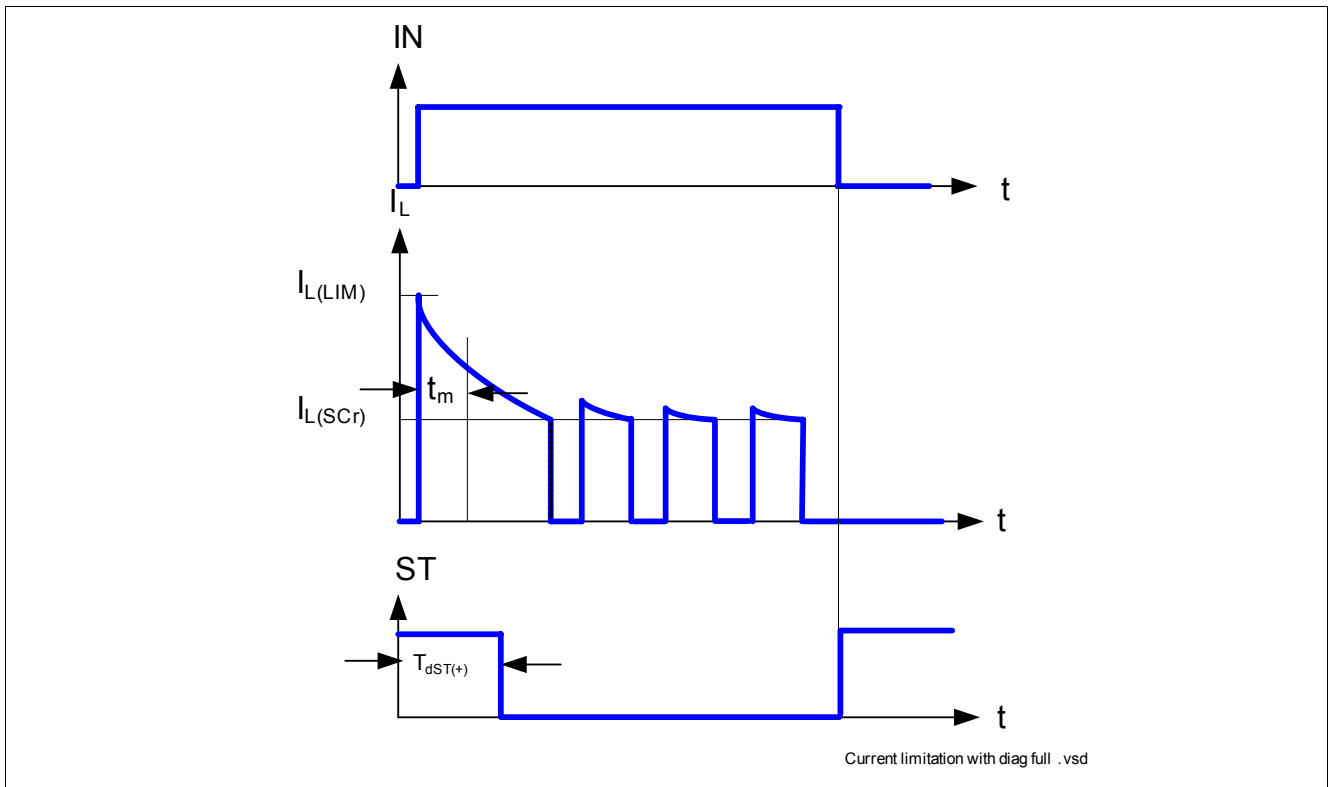 IN
t
I_L
I_L(LIM)
t_m
I_L(SCr)
t
ST
T_dST(+)
t
Current limitation with diag full .vsd